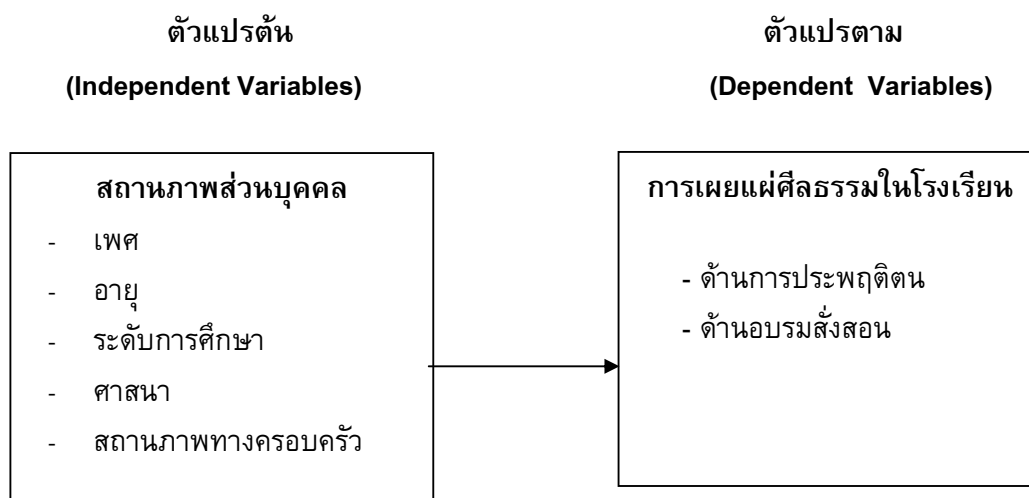 ตัวแปรต้น
(Independent Variables)
ตัวแปรตาม
(Dependent Variables)
สถานภาพส่วนบุคคล
- เพศ
- อายุ
- ระดับการศึกษา
- ศาสนา
- สถานภาพทางครอบครัว
การเผยแผ่ศีลธรรมในโรงเรียน
- ด้านการประพฤติตน
- ด้านอบรมสั่งสอน